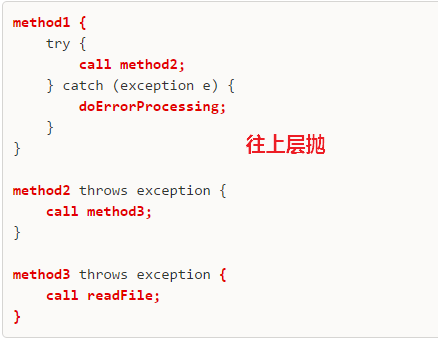 method1 {
    try {
        call method2;
    } catch (exception e) {
        doErrorProcessing;
    }
}
往上层抛
method2 throws exception {
    call method3;
}
method3 throws exception {
    call readFile;
}